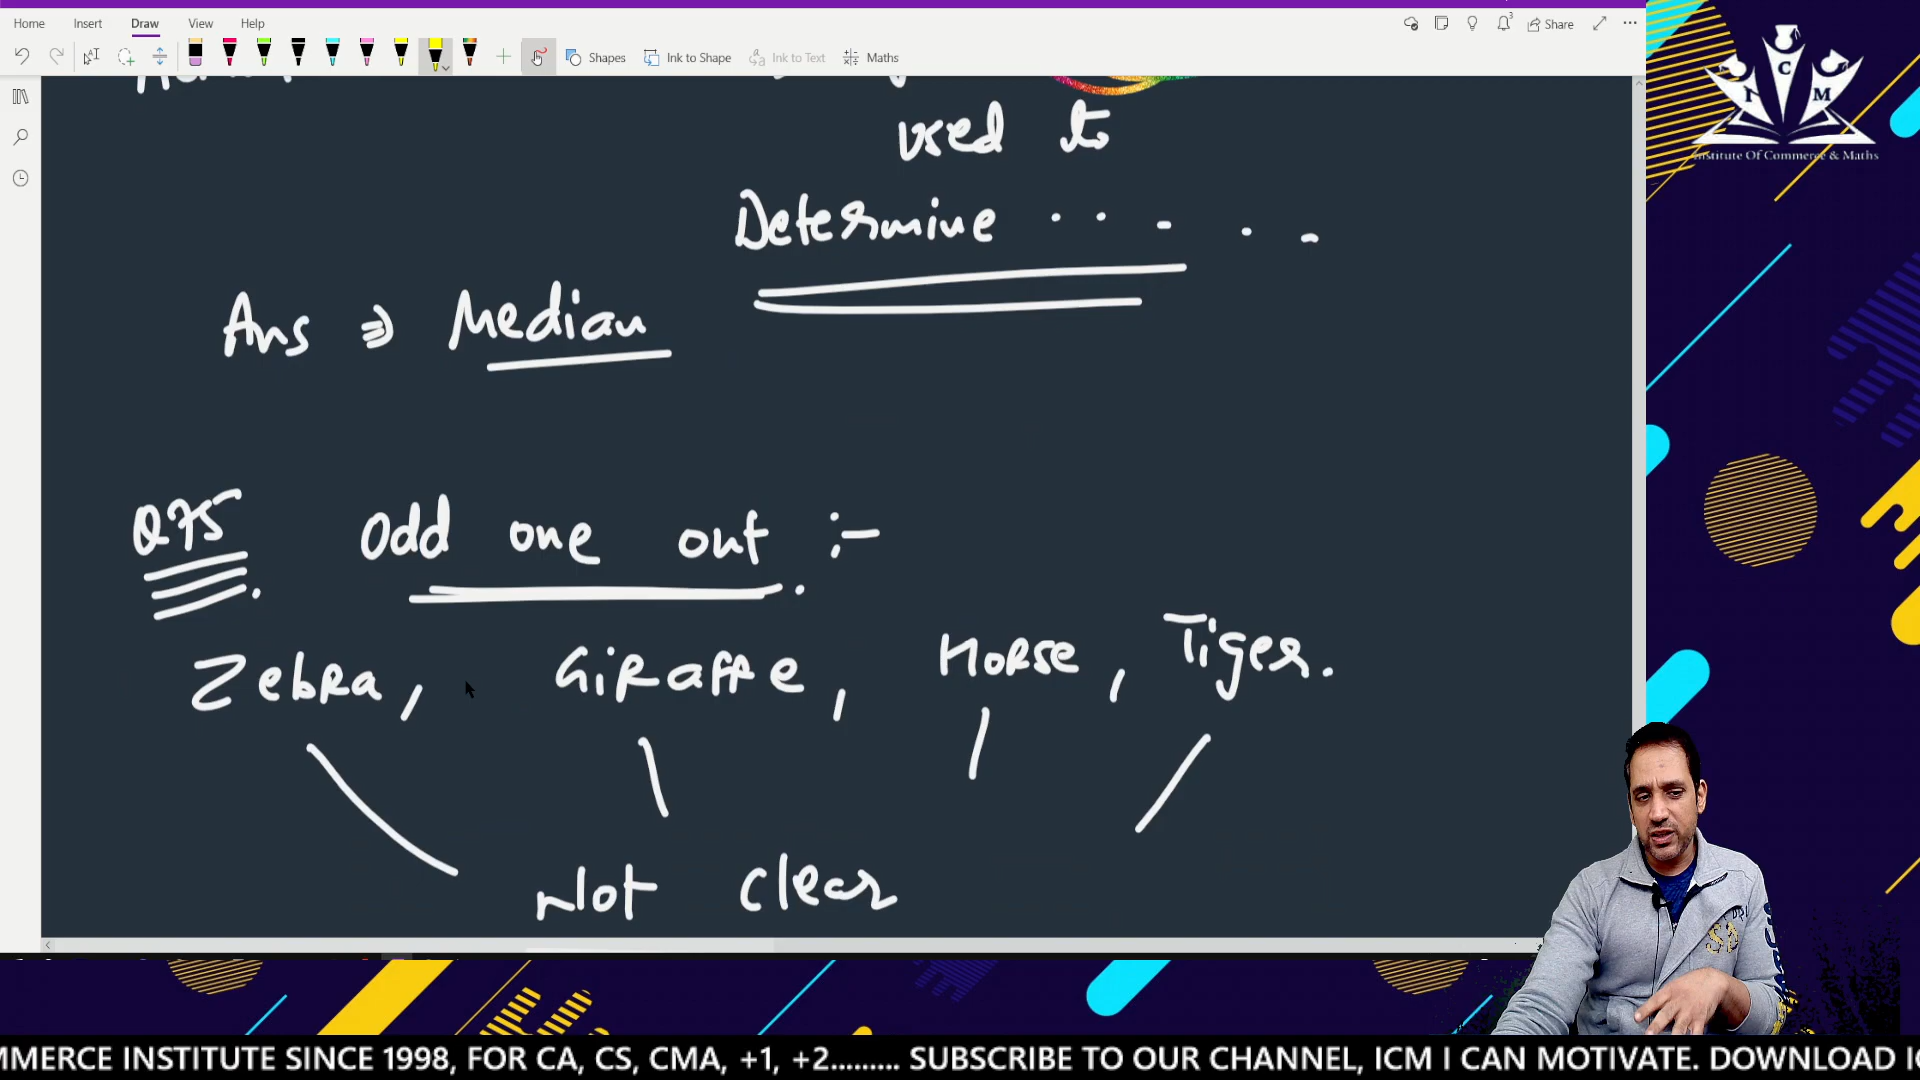 Home Insert Draw View Help
3 Share
Shapes Ink to Shape Ink to Text Maths
used to
Determine .. - . -
Ans ⇒ Median
Q75. Odd one out :-
Zebra, Giraffe, Horse, Tiger.
Not clear
I C M
Institute Of Commerce & Maths
MMERCE INSTITUTE SINCE 1998, FOR CA, CS, CMA, +1, +2......... SUBSCRIBE TO OUR CHANNEL, ICM I CAN MOTIVATE. DOWNLOAD IC